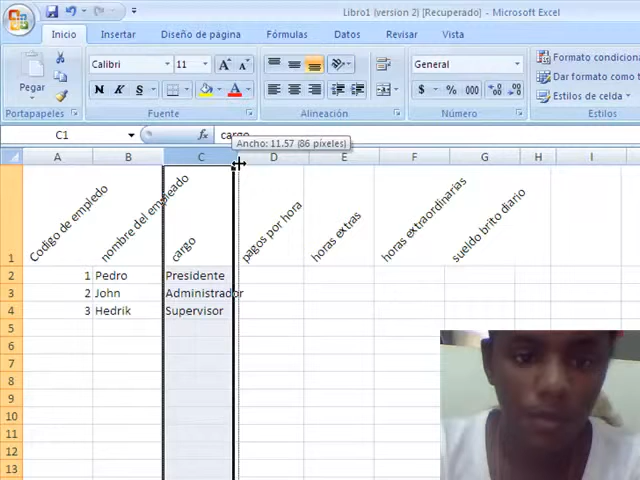 Libro1 (version 2) [Recuperado] - Microsoft Excel
Inicio Insertar Diseño de página Fórmulas Datos Revisar Vista
Calibri 11 General Formato condiciona
Pegar N K S $ % 000 Dar formato como t
Estilos de celda
Portapapeles Fuente Alineación Número Estilos
C1 fx cargo
Ancho: 11.57 (86 píxeles)
A B C D E F G H I
1 Codigo de empledo nombre del empleado cargo pagos por hora horas extras horas extraordinarias sueldo brito diario
2 1 Pedro Presidente
3 2 John Administrador
4 3 Hedrik Supervisor
5
6
7
8
9
10
11
12
13